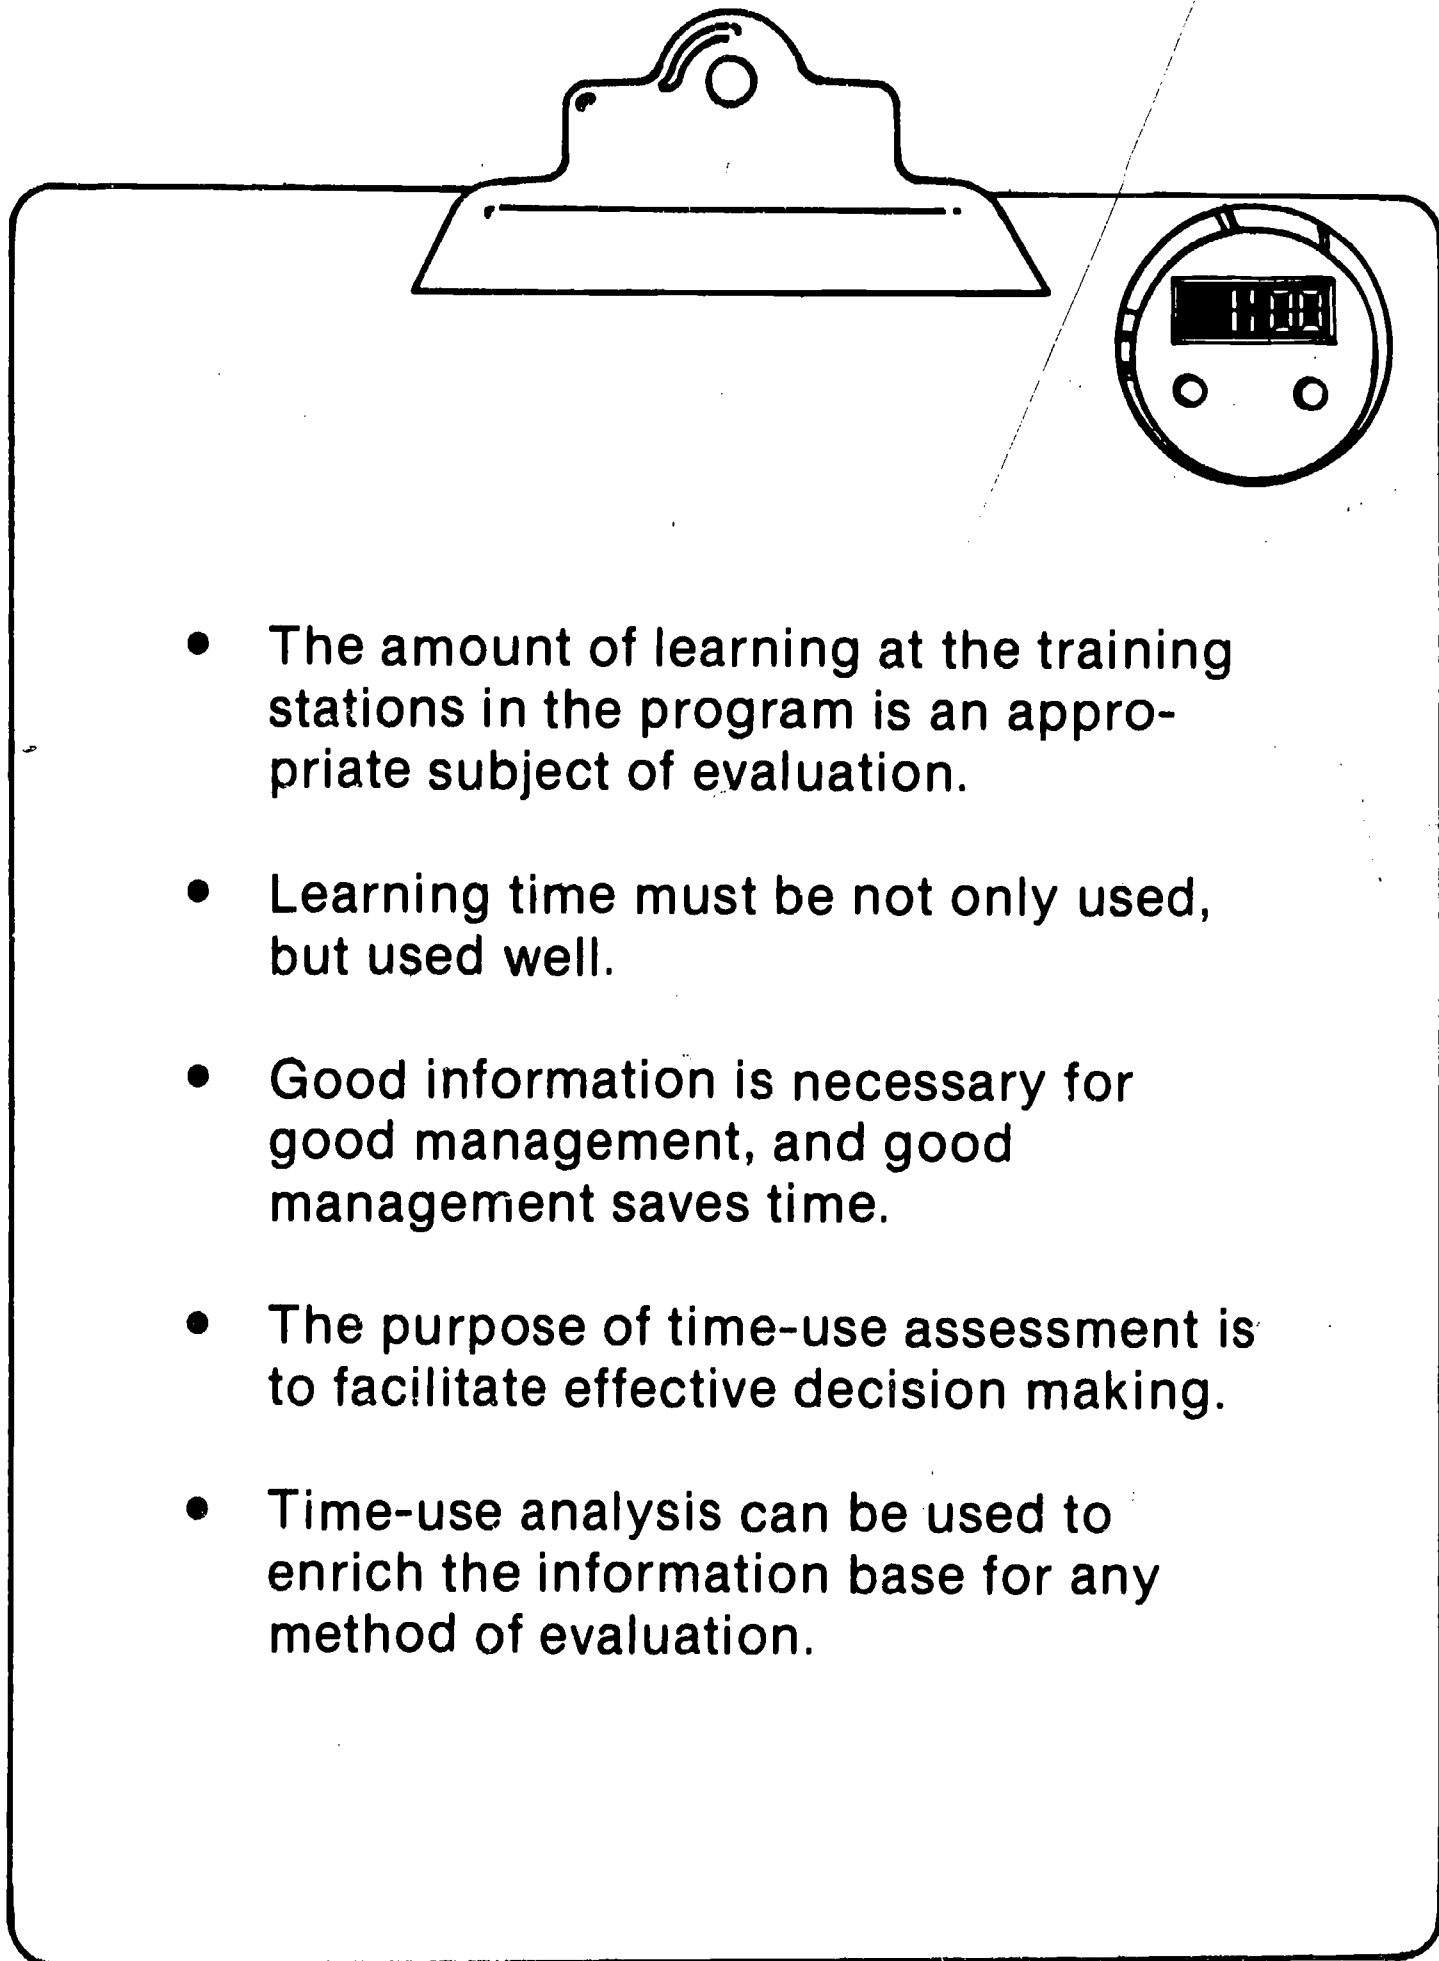 1100
• The amount of learning at the training
stations in the program is an appro-
priate subject of evaluation.
• Learning time must be not only used,
but used well.
• Good information is necessary for
good management, and good
management saves time.
• The purpose of time-use assessment is
to facilitate effective decision making.
• Time-use analysis can be used to
enrich the information base for any
method of evaluation.